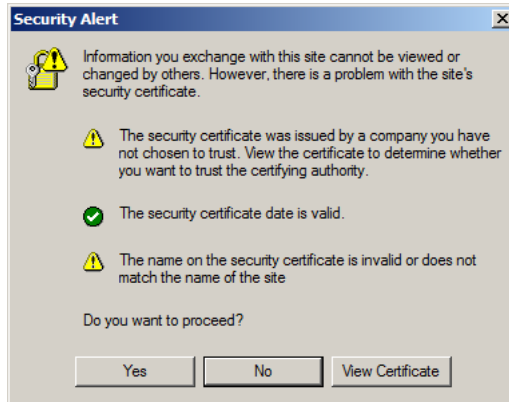 Security Alert
Information you exchange with this site cannot be viewed or
changed by others. However, there is a problem with the site's
security certificate.
The security certificate was issued by a company you have
not chosen to trust. View the certificate to determine whether
you want to trust the certifying authority.
The security certificate date is valid.
The name on the security certificate is invalid or does not
match the name of the site
Do you want to proceed?
Yes No View Certificate